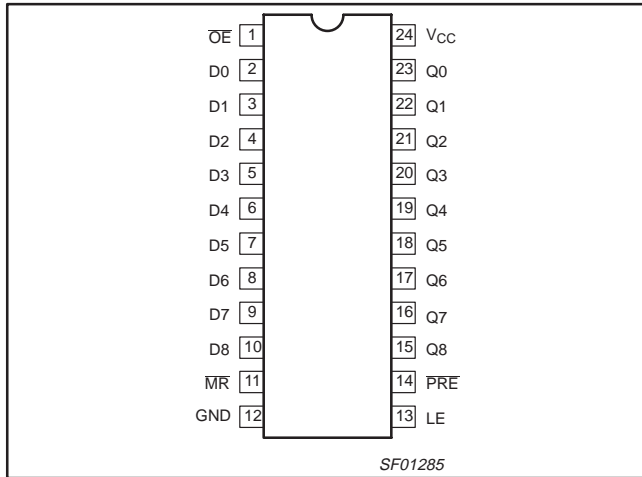 OE 1 24 VCC
D0 2 23 Q0
D1 3 22 Q1
D2 4 21 Q2
D3 5 20 Q3
D4 6 19 Q4
D5 7 18 Q5
D6 8 17 Q6
D7 9 16 Q7
D8 10 15 Q8
MR 11 14 PRE
GND 12 13 LE
SF01285